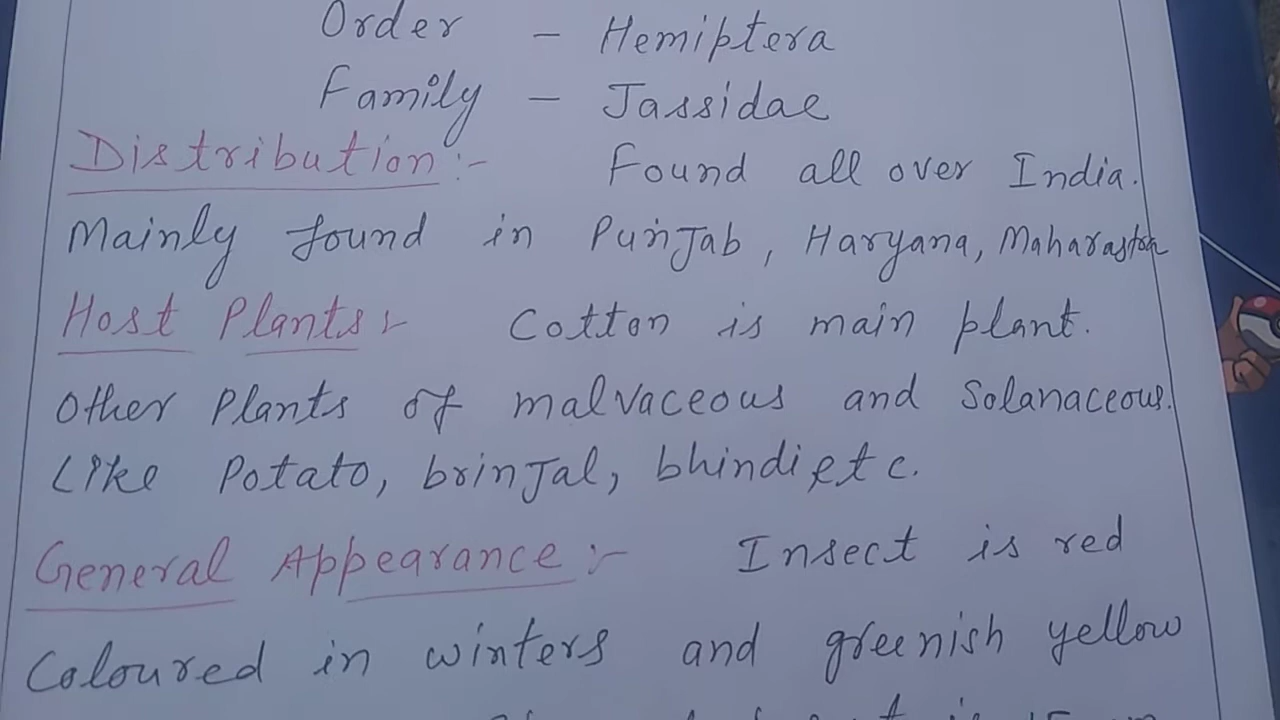 Order - Hemiptera
Family - Jassidae
Distribution :- Found all over India.
Mainly found in Punjab, Haryana, Maharastra
Host Plants :- Cotton is main plant.
Other Plants of malvaceous and Solanaceous.
Like Potato, brinjal, bhindi etc.
General Appearance :- Insect is red
Coloured in winters and greenish yellow